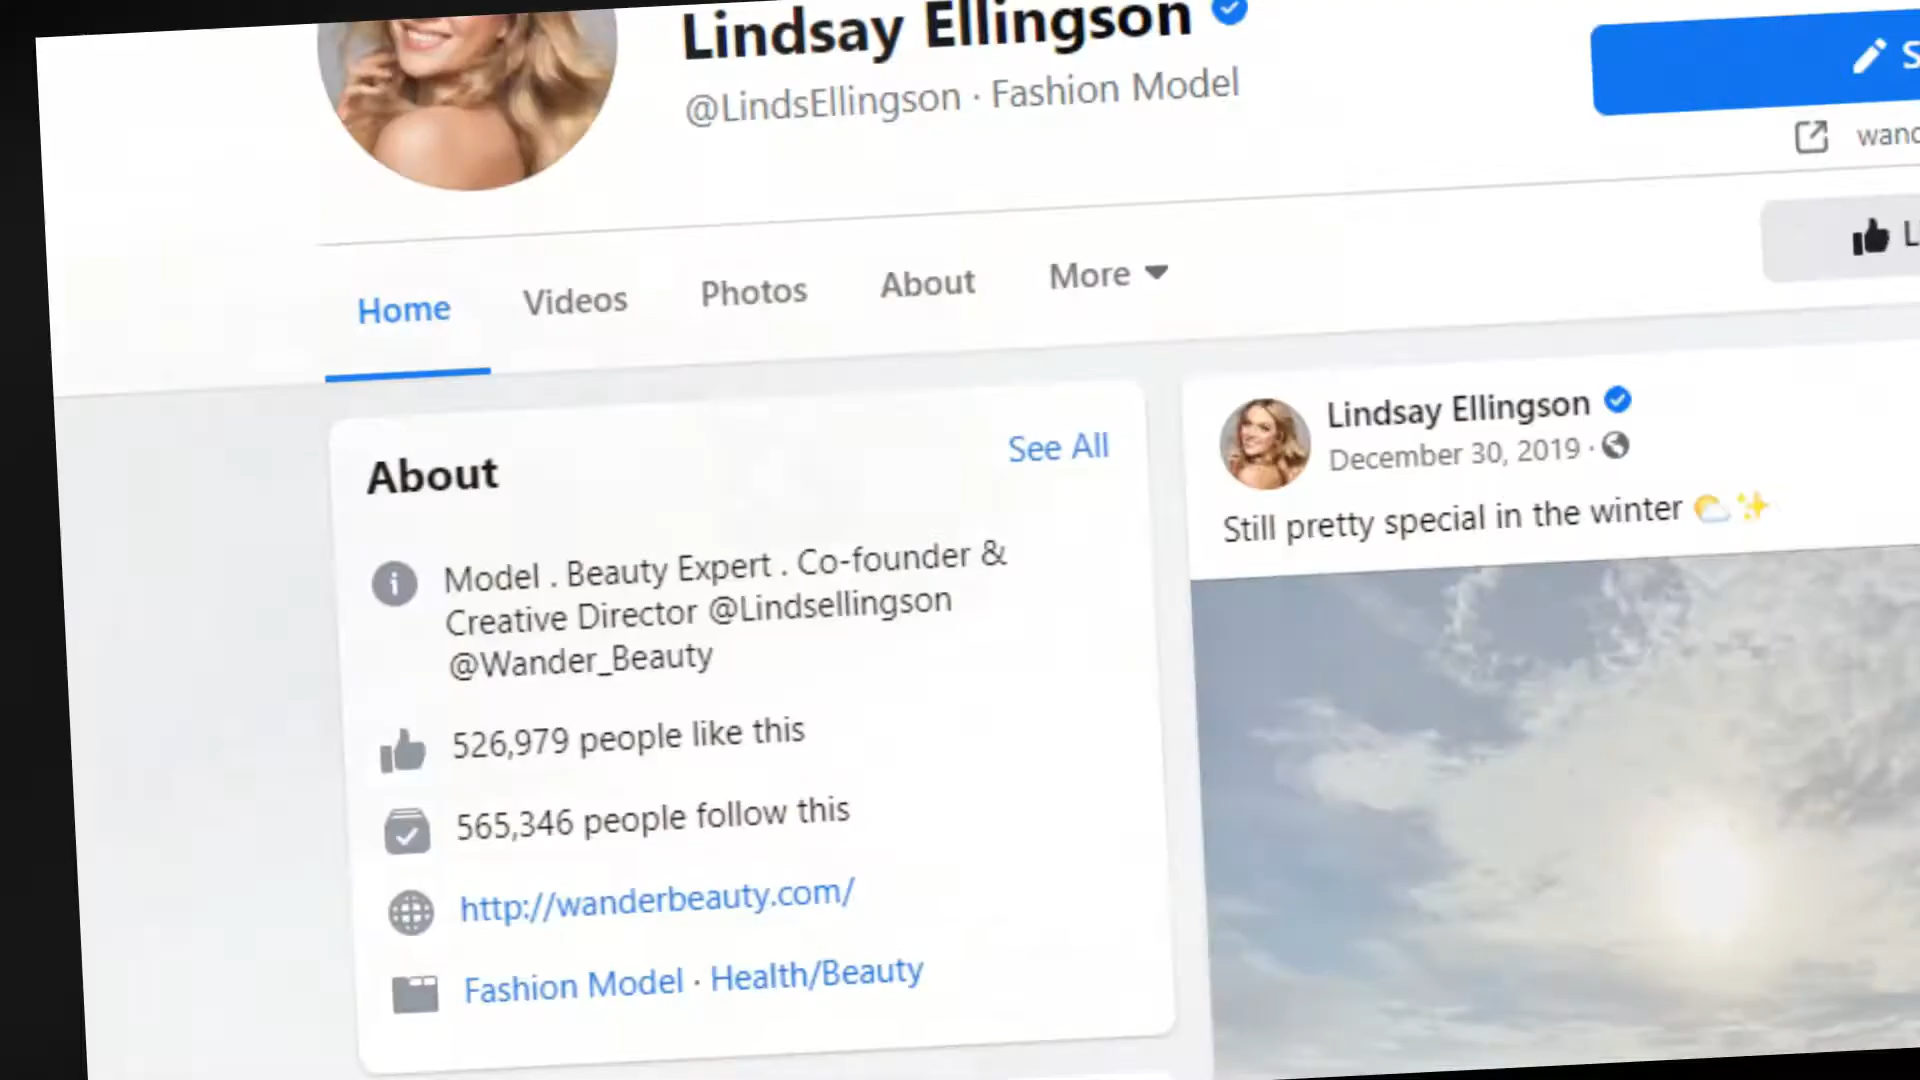 Lindsay Ellingson
@LindsEllingson · Fashion Model
Home
Videos
Photos
About
More
About
See All
Model . Beauty Expert . Co-founder &
Creative Director @Lindsellingson
@Wander_Beauty
526,979 people like this
565,346 people follow this
http://wanderbeauty.com/
Fashion Model · Health/Beauty
Lindsay Ellingson
December 30, 2019 ·
Still pretty special in the winter 🌤️✨